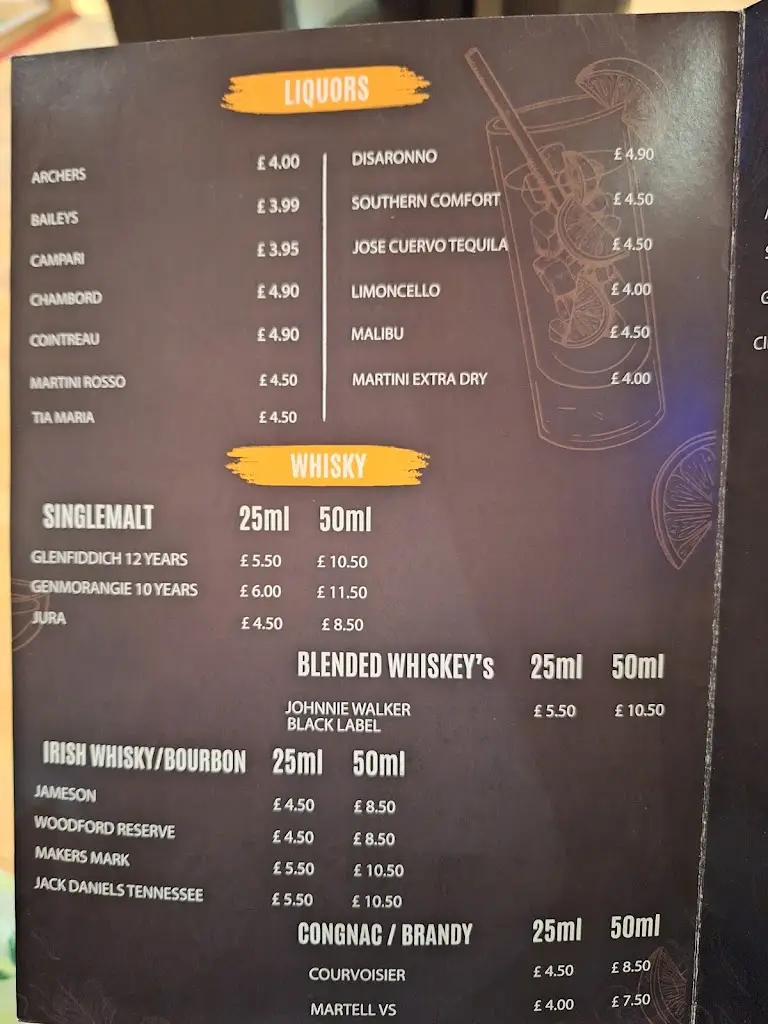 LIQUORS
ARCHERS £ 4.00
BAILEYS £ 3.99
CAMPARI £ 3.95
CHAMBORD £ 4.90
COINTREAU £ 4.90
MARTINI ROSSO £ 4.50
TIA MARIA £ 4.50
DISARONNO £ 4.90
SOUTHERN COMFORT £ 4.50
JOSE CUERVO TEQUILA £ 4.50
LIMONCELLO £ 4.00
MALIBU £ 4.50
MARTINI EXTRA DRY £ 4.00
WHISKY
SINGLEMALT 25ml 50ml
GLENFIDDICH 12 YEARS £ 5.50 £ 10.50
GENMORANGIE 10 YEARS £ 6.00 £ 11.50
JURA £ 4.50 £ 8.50
BLENDED WHISKEY's 25ml 50ml
JOHNNIE WALKER
BLACK LABEL £ 5.50 £ 10.50
IRISH WHISKY/BOURBON 25ml 50ml
JAMESON £ 4.50 £ 8.50
WOODFORD RESERVE £ 4.50 £ 8.50
MAKERS MARK £ 5.50 £ 10.50
JACK DANIELS TENNESSEE £ 5.50 £ 10.50
CONGNAC / BRANDY 25ml 50ml
COURVOISIER £ 4.50 £ 8.50
MARTELL VS £ 4.00 £ 7.50